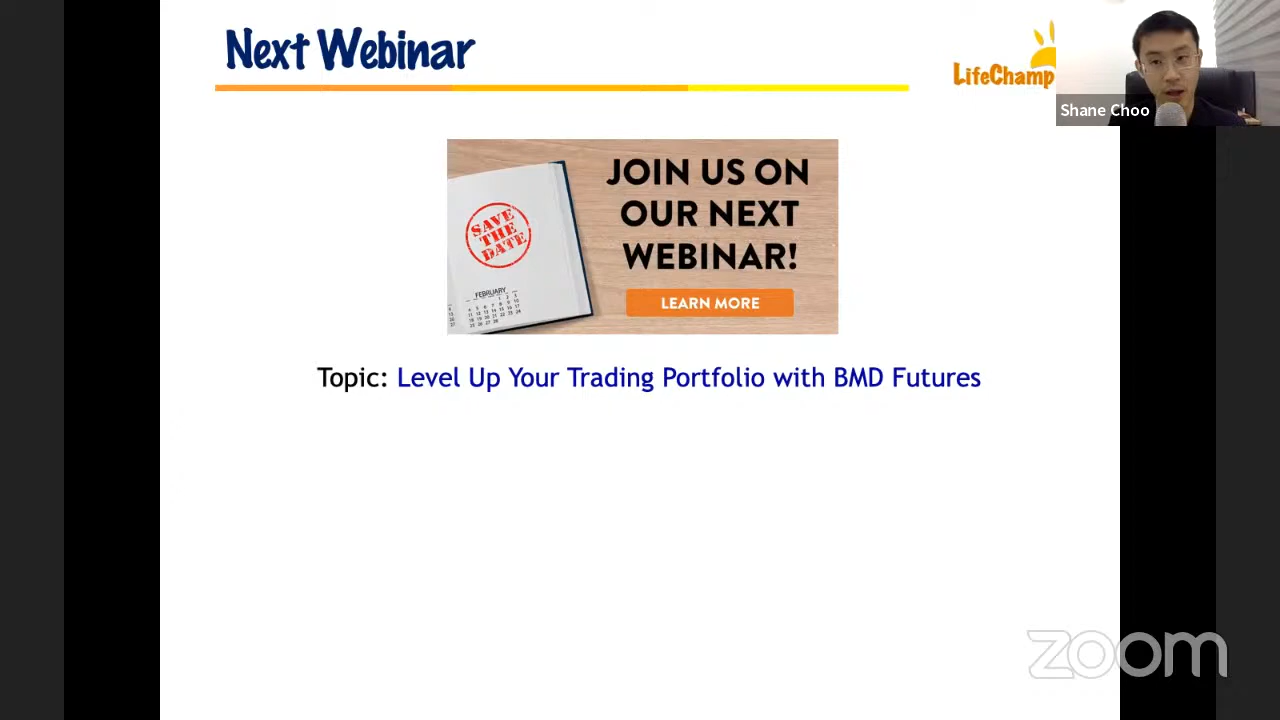 Next Webinar
LifeChamp
Shane Choo
JOIN US ON
OUR NEXT
WEBINAR!
SAVE
THE
DATE
FEBRUARY
LEARN MORE
Topic: Level Up Your Trading Portfolio with BMD Futures
zoom